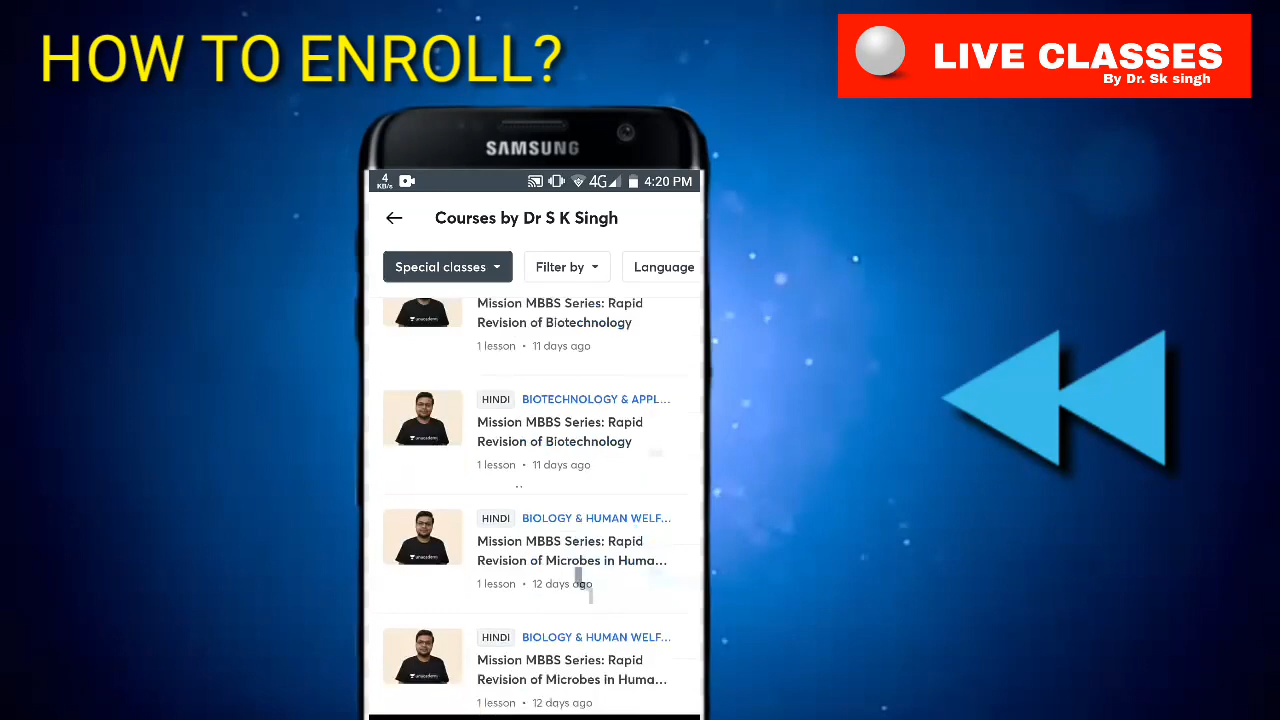 HOW TO ENROLL?
LIVE CLASSES
By Dr. Sk singh
SAMSUNG
4
KB/s
4G
4:20 PM
Courses by Dr S K Singh
Special classes
Filter by
Language
Mission MBBS Series: Rapid
Revision of Biotechnology
1 lesson • 11 days ago
HINDI
BIOTECHNOLOGY & APPL...
Mission MBBS Series: Rapid
Revision of Biotechnology
1 lesson • 11 days ago
HINDI
BIOLOGY & HUMAN WELF...
Mission MBBS Series: Rapid
Revision of Microbes in Huma...
1 lesson • 12 days ago
HINDI
BIOLOGY & HUMAN WELF...
Mission MBBS Series: Rapid
Revision of Microbes in Huma...
1 lesson • 12 days ago